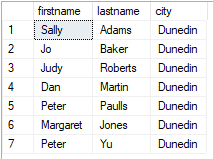 firstname lastname city
1 Sally Adams Dunedin
2 Jo Baker Dunedin
3 Judy Roberts Dunedin
4 Dan Martin Dunedin
5 Peter Paulls Dunedin
6 Margaret Jones Dunedin
7 Peter Yu Dunedin